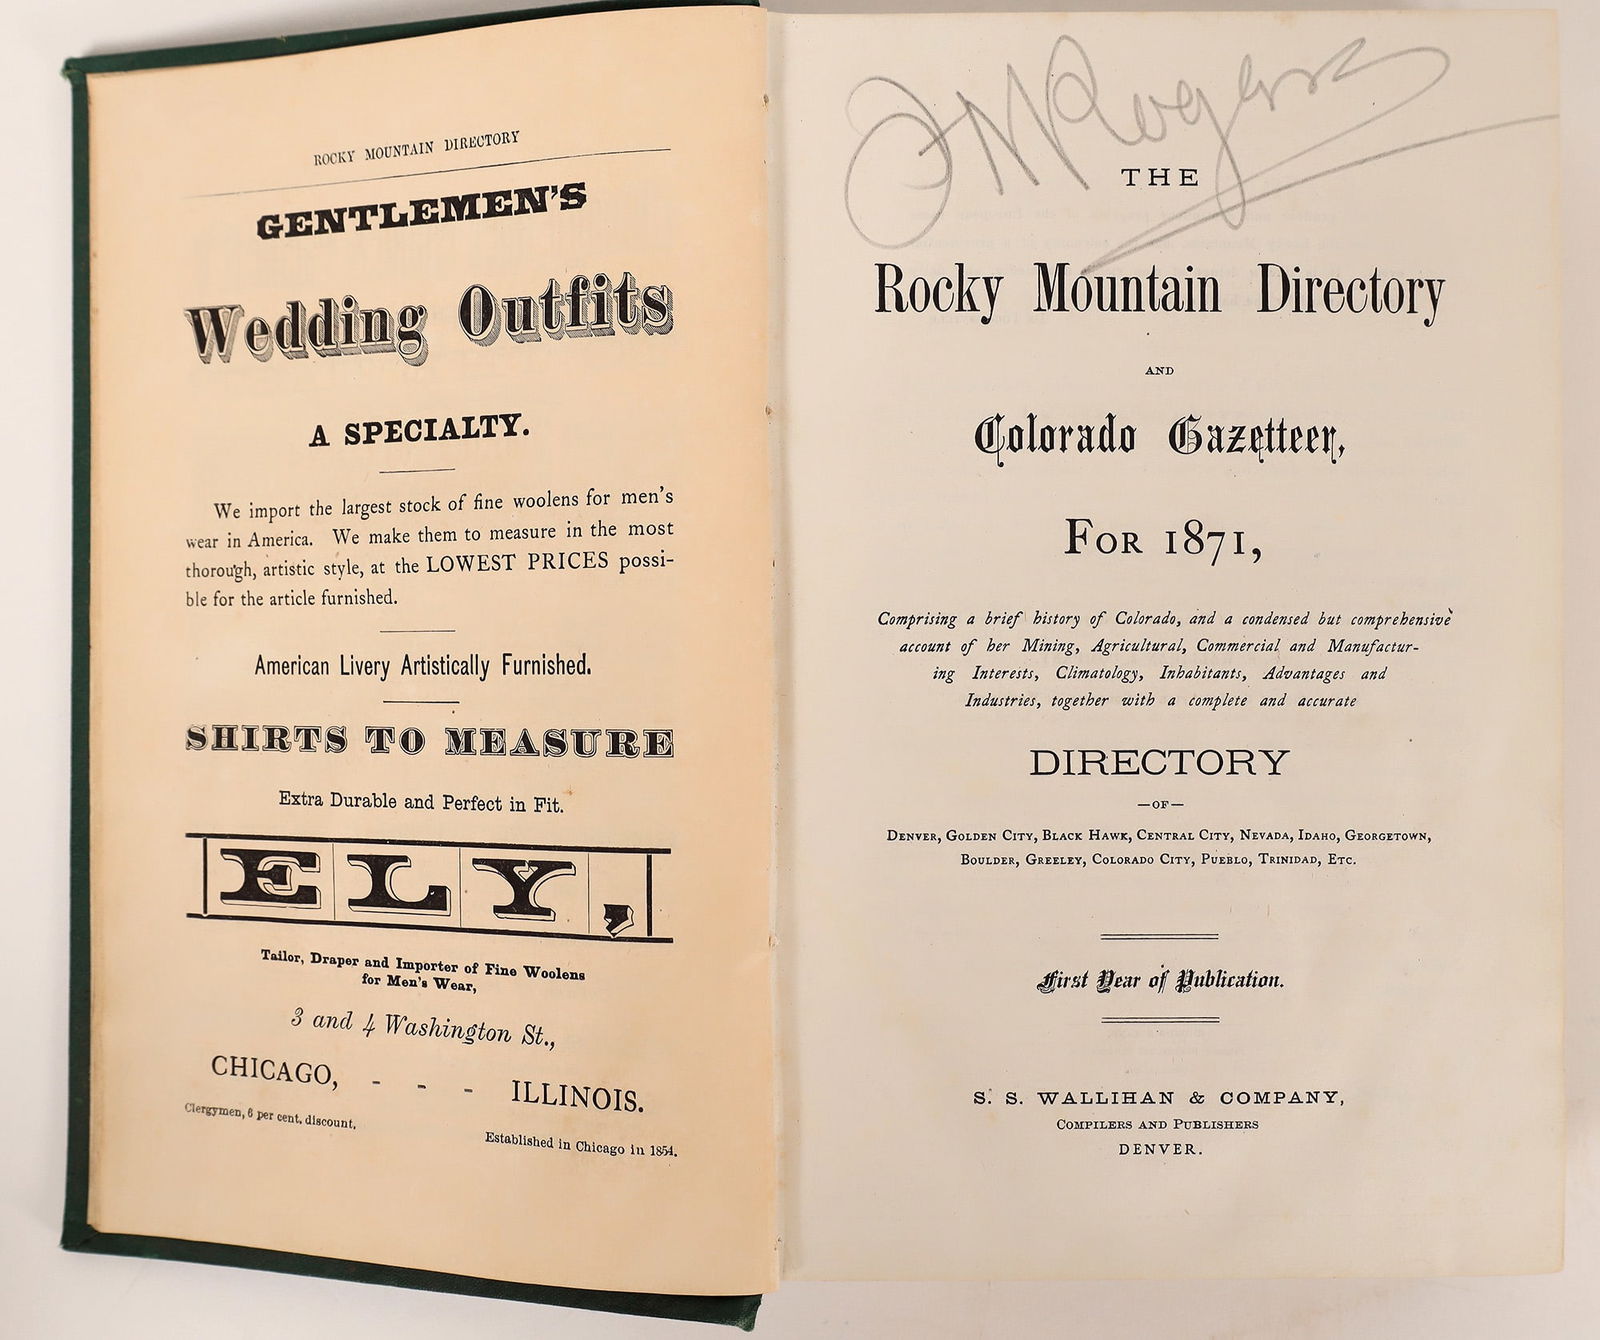 ROCKY MOUNTAIN DIRECTORY
GENTLEMEN'S
Wedding Outfits
A SPECIALTY.
We import the largest stock of fine woolens for men's
wear in America. We make them to measure in the most
thorough, artistic style, at the LOWEST PRICES possi-
ble for the article furnished.
American Livery Artistically Furnished.
SHIRTS TO MEASURE
Extra Durable and Perfect in Fit.
ELY,
Tailor, Draper and Importer of Fine Woolens
for Men's Wear,
3 and 4 Washington St.,
CHICAGO, - - - ILLINOIS.
Clergymen, 6 per cent. discount.
Established in Chicago in 1854.
Rogers
THE
Rocky Mountain Directory
AND
Colorado Gazetteer,
FOR 1871,
Comprising a brief history of Colorado, and a condensed but comprehensive
account of her Mining, Agricultural, Commercial and Manufactur-
ing Interests, Climatology, Inhabitants, Advantages and
Industries, together with a complete and accurate
DIRECTORY
—OF—
DENVER, GOLDEN CITY, BLACK HAWK, CENTRAL CITY, NEVADA, IDAHO, GEORGETOWN,
BOULDER, GREELEY, COLORADO CITY, PUEBLO, TRINIDAD, ETC.
First Year of Publication.
S. S. WALLIHAN & COMPANY,
COMPILERS AND PUBLISHERS
DENVER.